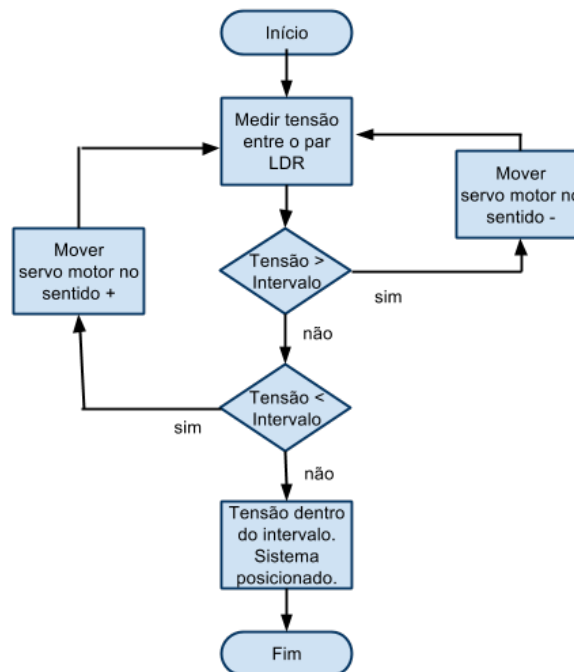 Início
Medir tensão
entre o par
LDR
Mover
servo motor no
sentido -
Mover
servo motor no
sentido +
Tensão >
Intervalo
sim
não
Tensão <
Intervalo
sim
não
Tensão dentro
do intervalo.
Sistema
posicionado.
Fim